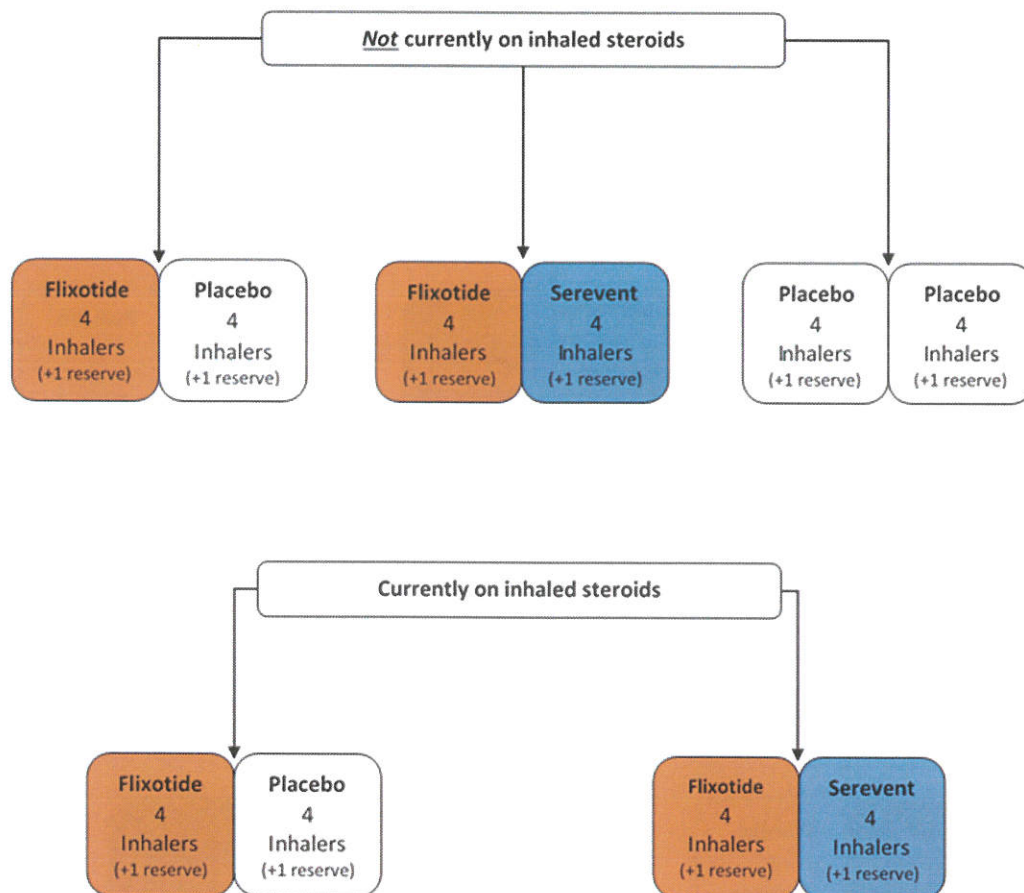 Not currently on inhaled steroids
Flixotide
4
Inhalers
(+1 reserve)
Placebo
4
Inhalers
(+1 reserve)
Flixotide
4
Inhalers
(+1 reserve)
Serevent
4
Inhalers
(+1 reserve)
Placebo
4
Inhalers
(+1 reserve)
Placebo
4
Inhalers
(+1 reserve)
Currently on inhaled steroids
Flixotide
4
Inhalers
(+1 reserve)
Placebo
4
Inhalers
(+1 reserve)
Flixotide
4
Inhalers
(+1 reserve)
Serevent
4
Inhalers
(+1 reserve)